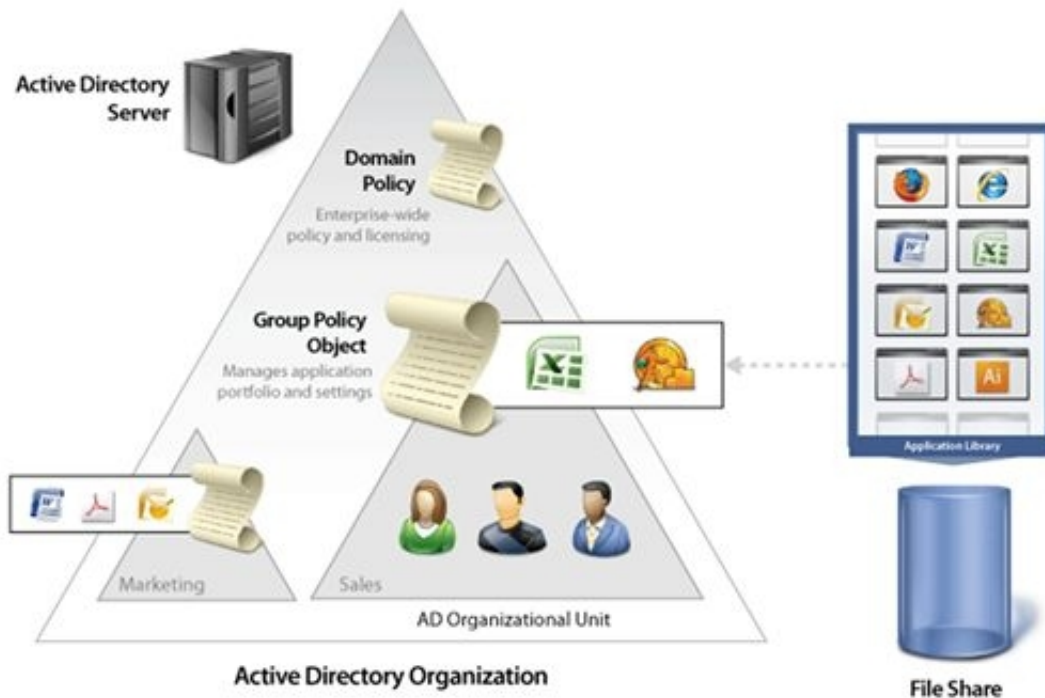 Active Directory
Server
Domain
Policy
Enterprise-wide
policy and licensing
Group Policy
Object
Manages application
portfolio and settings
Marketing
Sales
AD Organizational Unit
Active Directory Organization
Ai
Application Library
File Share